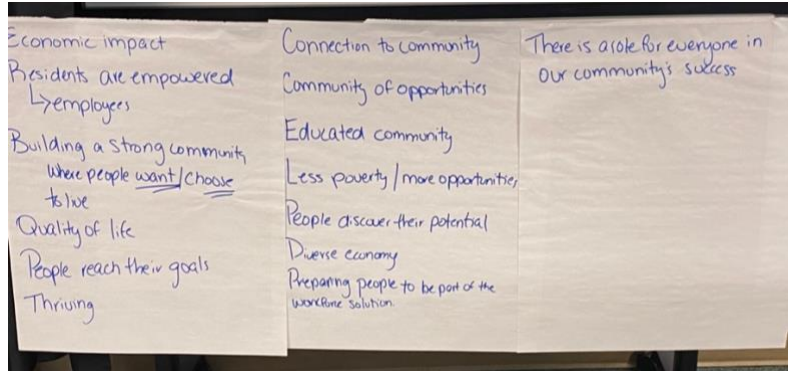 Economic impact
Residents are empowered
↳employees
Building a strong community
where people want/choose
to live
Quality of life
People reach their goals
Thriving
Connection to community
Community of opportunities
Educated community
Less poverty/more opportunities
People discover their potential
Diverse economy
Preparing people to be part of the
workforce solution
There is a role for everyone in
our community's success